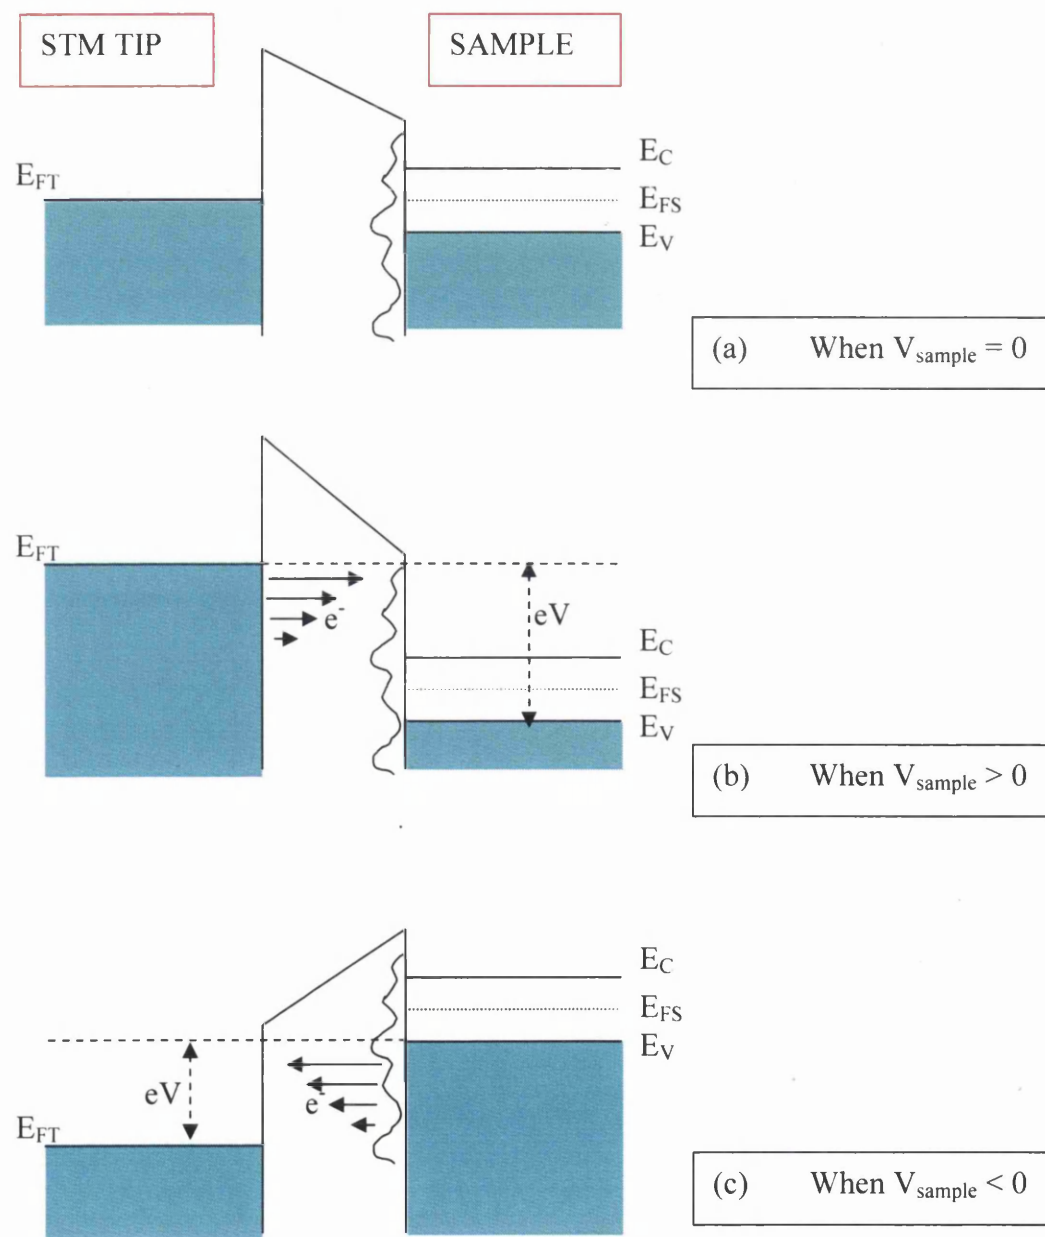 STM TIP SAMPLE
E_C
E_FT
E_FS
E_V
(a) When V_sample = 0
E_FT
eV
e⁻
E_C
E_FS
E_V
(b) When V_sample > 0
E_C
E_FS
E_V
eV
e⁻
E_FT
(c) When V_sample < 0